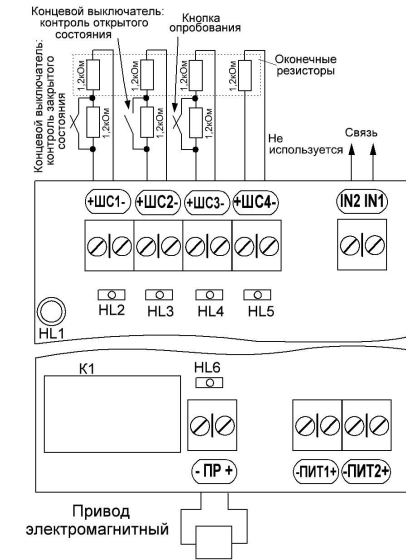 Концевой выключатель:
контроль открытого
состояния
Кнопка
опробования
Концевой выключатель:
контроль закрытого
состояния
1,2кОм
1,2кОм
1,2кОм
1,2кОм
Оконечные
резисторы
1,2кОм
1,2кОм
1,2кОм
Не
используется
Связь
+ШС1-
+ШС2-
+ШС3-
+ШС4-
IN2 IN1
HL2
HL3
HL4
HL5
HL1
К1
HL6
- ПР +
-ПИТ1+
-ПИТ2+
Привод
электромагнитный